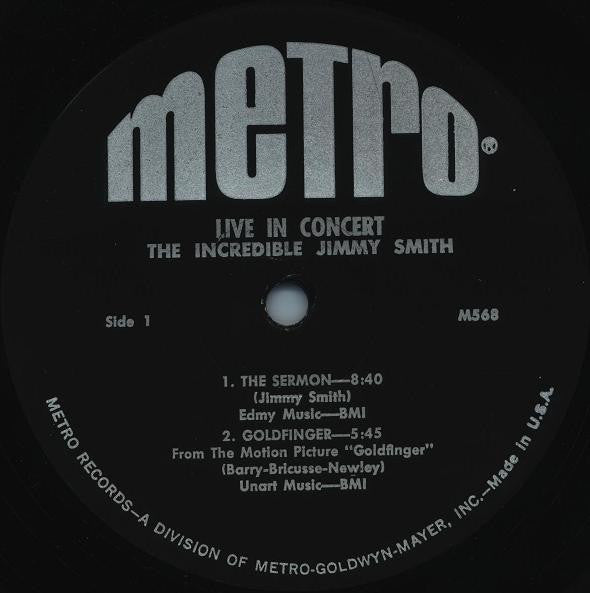 metro®
LIVE IN CONCERT
THE INCREDIBLE JIMMY SMITH
Side 1
M568
1. THE SERMON—8:40
(Jimmy Smith)
Edmy Music—BMI
2. GOLDFINGER—5:45
From The Motion Picture "Goldfinger"
(Barry-Bricusse-Newley)
Unart Music—BMI
METRO RECORDS—A DIVISION OF METRO-GOLDWYN-MAYER, INC.—Made in U.S.A.